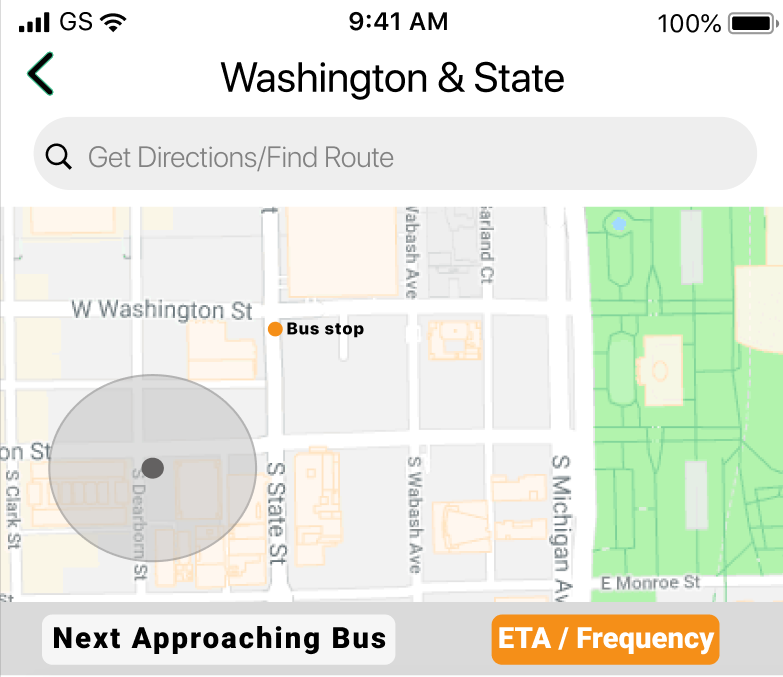 GS 9:41 AM 100%
Washington & State
Get Directions/Find Route
Wabash Ave
Garland Ct
W Washington St
Bus stop
on St
S Clark St
S Dearborn St
S State St
S Wabash Ave
S Michigan Av
E Monroe St
St
Next Approaching Bus
ETA / Frequency